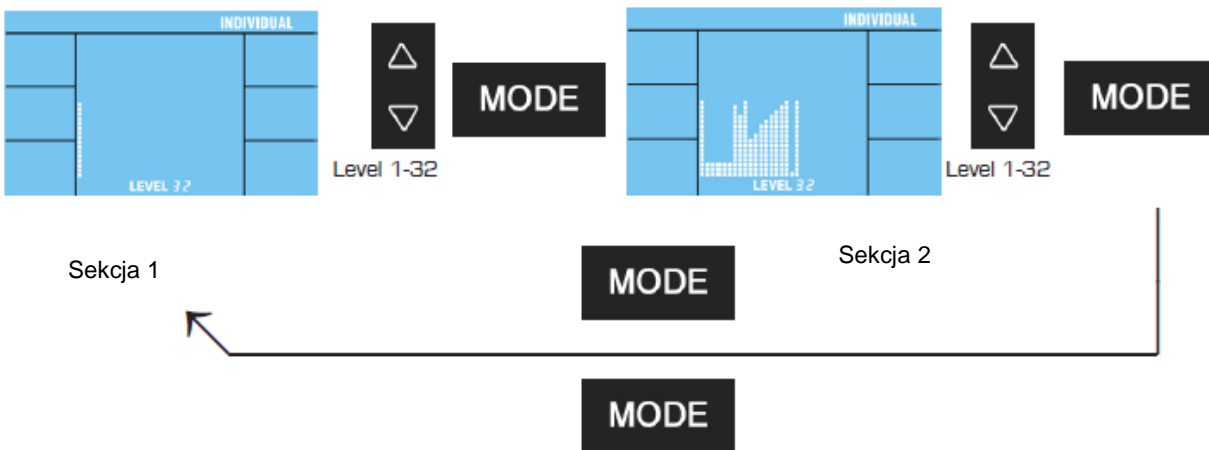 INDIVIDUAL
LEVEL 32
Level 1-32
MODE
INDIVIDUAL
LEVEL 32
Level 1-32
MODE
Sekcja 1
Sekcja 2
MODE
MODE